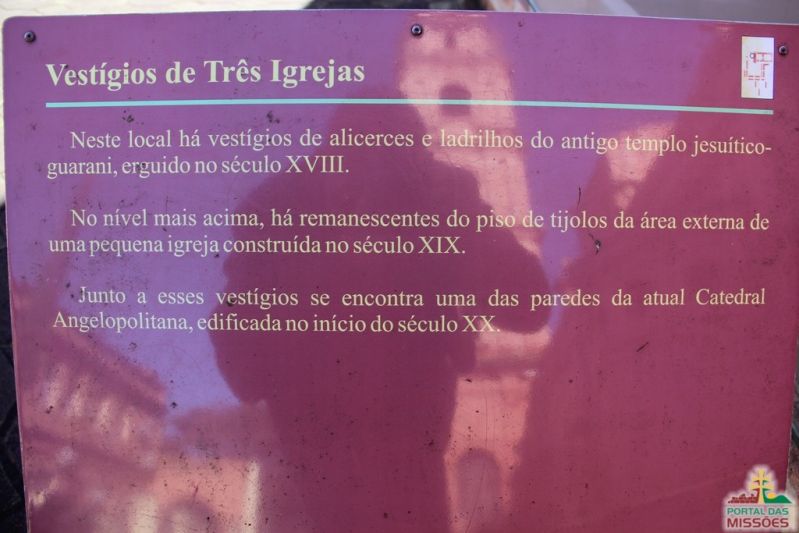 Vestígios de Três Igrejas
Neste local há vestígios de alicerces e ladrilhos do antigo templo jesuítico-
guarani, erguido no século XVIII.
No nível mais acima, há remanescentes do piso de tijolos da área externa de
uma pequena igreja construída no século XIX.
Junto a esses vestígios se encontra uma das paredes da atual Catedral
Angelopolitana, edificada no início do século XX.
PORTAL DAS
MISSÕES